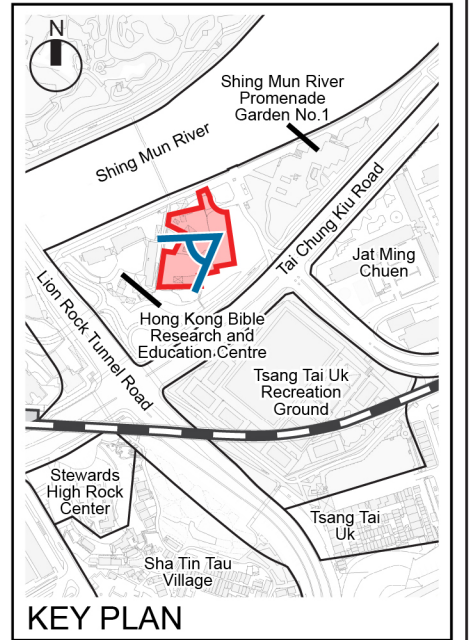 N
Shing Mun River
Promenade
Garden No.1
Shing Mun River
Tai Chung Kiu Road
Jat Ming
Chuen
Lion Rock Tunnel Road
Hong Kong Bible
Research and
Education Centre
Tsang Tai Uk
Recreation
Ground
Stewards
High Rock
Center
Tsang Tai
Uk
Sha Tin Tau
Village
KEY PLAN